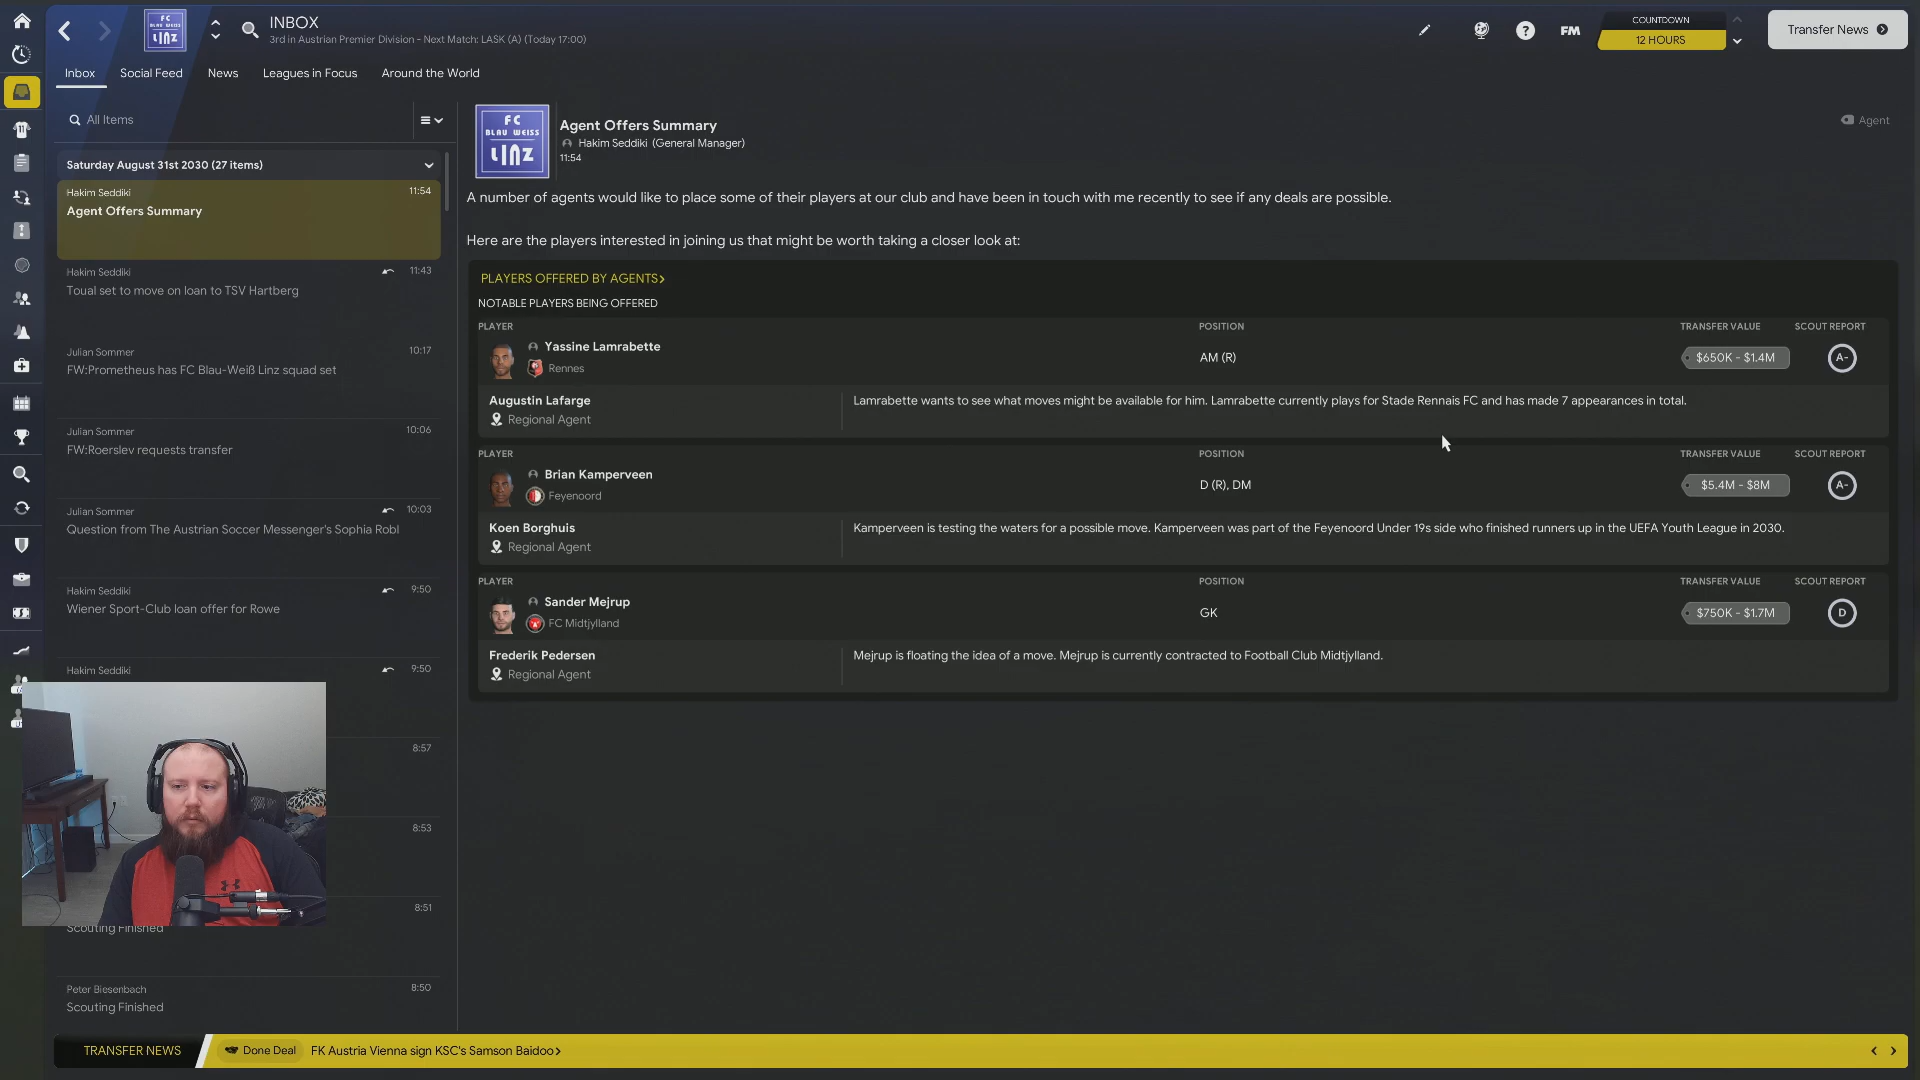 INBOX
3rd in Austrian Premier Division - Next Match: LASK (A) (Today 17:00)
FM
COUNTDOWN
12 HOURS
Transfer News
Inbox
Social Feed
News
Leagues in Focus
Around the World
All Items
Saturday August 31st 2030 (27 items)
Hakim Seddiki
11:54
Agent Offers Summary
Hakim Seddiki
11:43
Toual set to move on loan to TSV Hartberg
Julian Sommer
10:17
FW:Prometheus has FC Blau-Weiß Linz squad set
Julian Sommer
10:06
FW:Roerslev requests transfer
Julian Sommer
10:03
Question from The Austrian Soccer Messenger's Sophia Robl
Hakim Seddiki
9:50
Wiener Sport-Club loan offer for Rowe
Hakim Seddiki
9:50
8:57
8:53
8:51
Scouting Finished
Peter Biesenbach
8:50
Scouting Finished
FC
BLAU WEISS
LINZ
Agent Offers Summary
Hakim Seddiki (General Manager)
11:54
Agent
A number of agents would like to place some of their players at our club and have been in touch with me recently to see if any deals are possible.
Here are the players interested in joining us that might be worth taking a closer look at:
PLAYERS OFFERED BY AGENTS>
NOTABLE PLAYERS BEING OFFERED
PLAYER
POSITION
TRANSFER VALUE
SCOUT REPORT
Yassine Lamrabette
Rennes
AM (R)
$650K - $1.4M
A-
Augustin Lafarge
Regional Agent
Lamrabette wants to see what moves might be available for him. Lamrabette currently plays for Stade Rennais FC and has made 7 appearances in total.
PLAYER
POSITION
TRANSFER VALUE
SCOUT REPORT
Brian Kamperveen
Feyenoord
D (R), DM
$5.4M - $8M
A-
Koen Borghuis
Regional Agent
Kamperveen is testing the waters for a possible move. Kamperveen was part of the Feyenoord Under 19s side who finished runners up in the UEFA Youth League in 2030.
PLAYER
POSITION
TRANSFER VALUE
SCOUT REPORT
Sander Mejrup
FC Midtjylland
GK
$750K - $1.7M
D
Frederik Pedersen
Regional Agent
Mejrup is floating the idea of a move. Mejrup is currently contracted to Football Club Midtjylland.
TRANSFER NEWS
Done Deal
FK Austria Vienna sign KSC's Samson Baidoo>